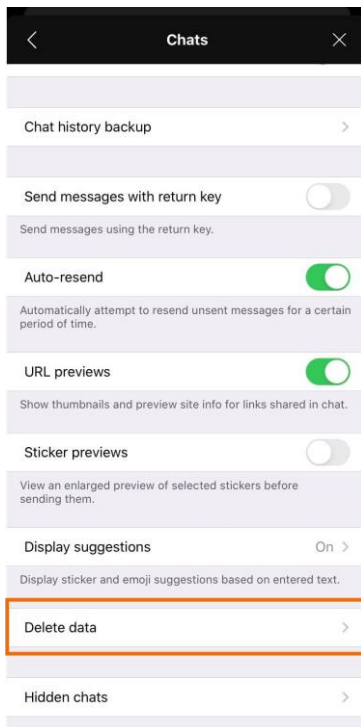 Chats
Chat history backup
Send messages with return key
Send messages using the return key.
Auto-resend
Automatically attempt to resend unsent messages for a certain
period of time.
URL previews
Show thumbnails and preview site info for links shared in chat.
Sticker previews
View an enlarged preview of selected stickers before
sending them.
Display suggestions On
Display sticker and emoji suggestions based on entered text.
Delete data
Hidden chats